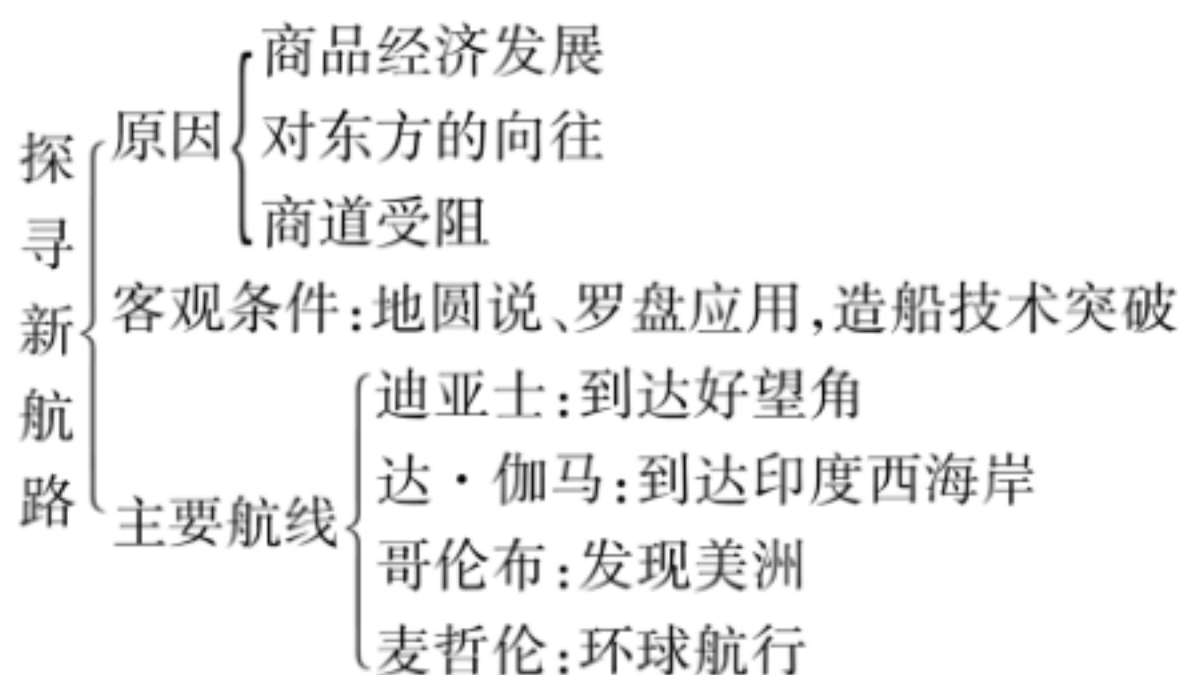 探寻新航路
原因
商品经济发展
对东方的向往
商道受阻
客观条件:地圆说、罗盘应用,造船技术突破
主要航线
迪亚士:到达好望角
达·伽马:到达印度西海岸
哥伦布:发现美洲
麦哲伦:环球航行